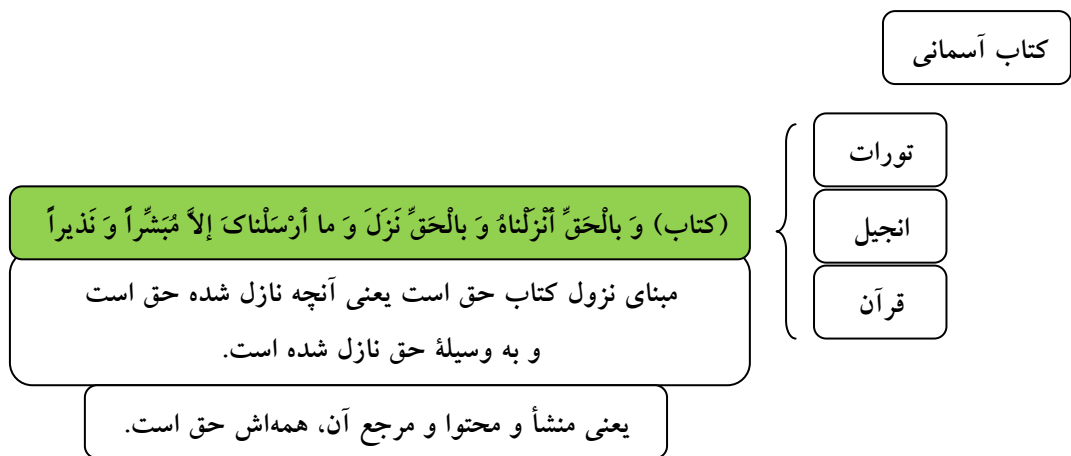 کتاب آسمانی
تورات
انجیل
قرآن
(کتاب) وَ بِالْحَقِّ أَنْزَلْناهُ وَ بِالْحَقِّ نَزَلَ وَ ما أَرْسَلْناکَ إِلاَّ مُبَشِّراً وَ نَذيراً
مبنای نزول کتاب حق است یعنی آنچه نازل شده حق است
و به وسیلۀ حق نازل شده است.
یعنی منشأ و محتوا و مرجع آن، همه‌اش حق است.